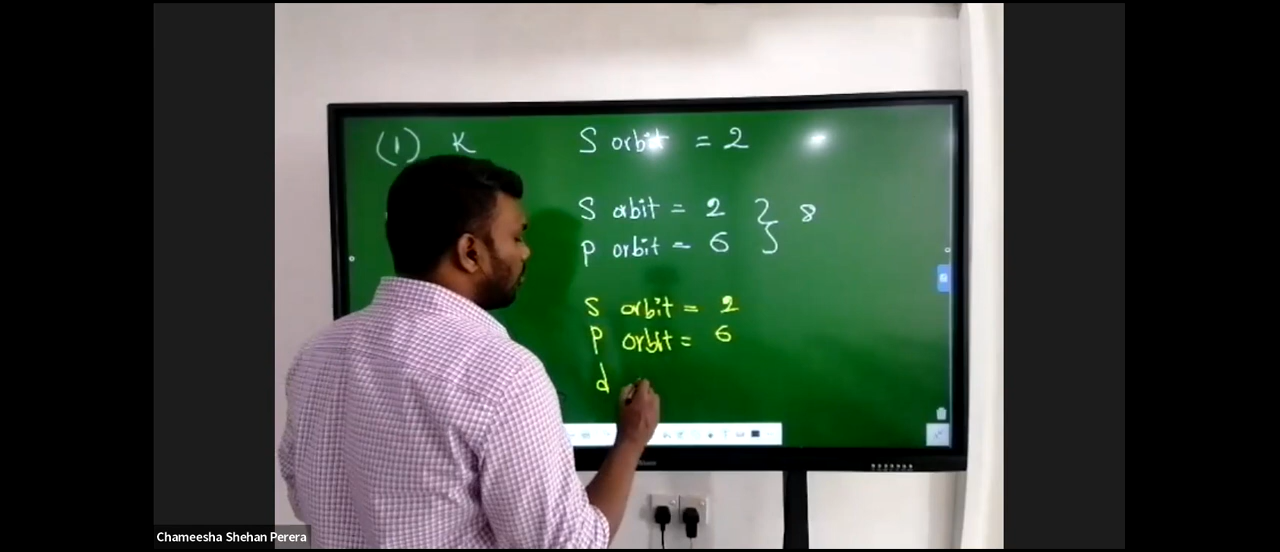 (1) K S orbit = 2
S orbit = 2 } 8
P orbit = 6
S orbit = 2
P orbit = 6
d
Chameesha Shehan Perera